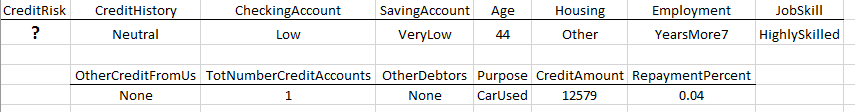 CreditRisk CreditHistory CheckingAccount SavingAccount Age Housing Employment JobSkill
? Neutral Low VeryLow 44 Other YearsMore7 HighlySkilled
OtherCreditFromUs TotNumberCreditAccounts OtherDebtors Purpose CreditAmount RepaymentPercent
None 1 None CarUsed 12579 0.04